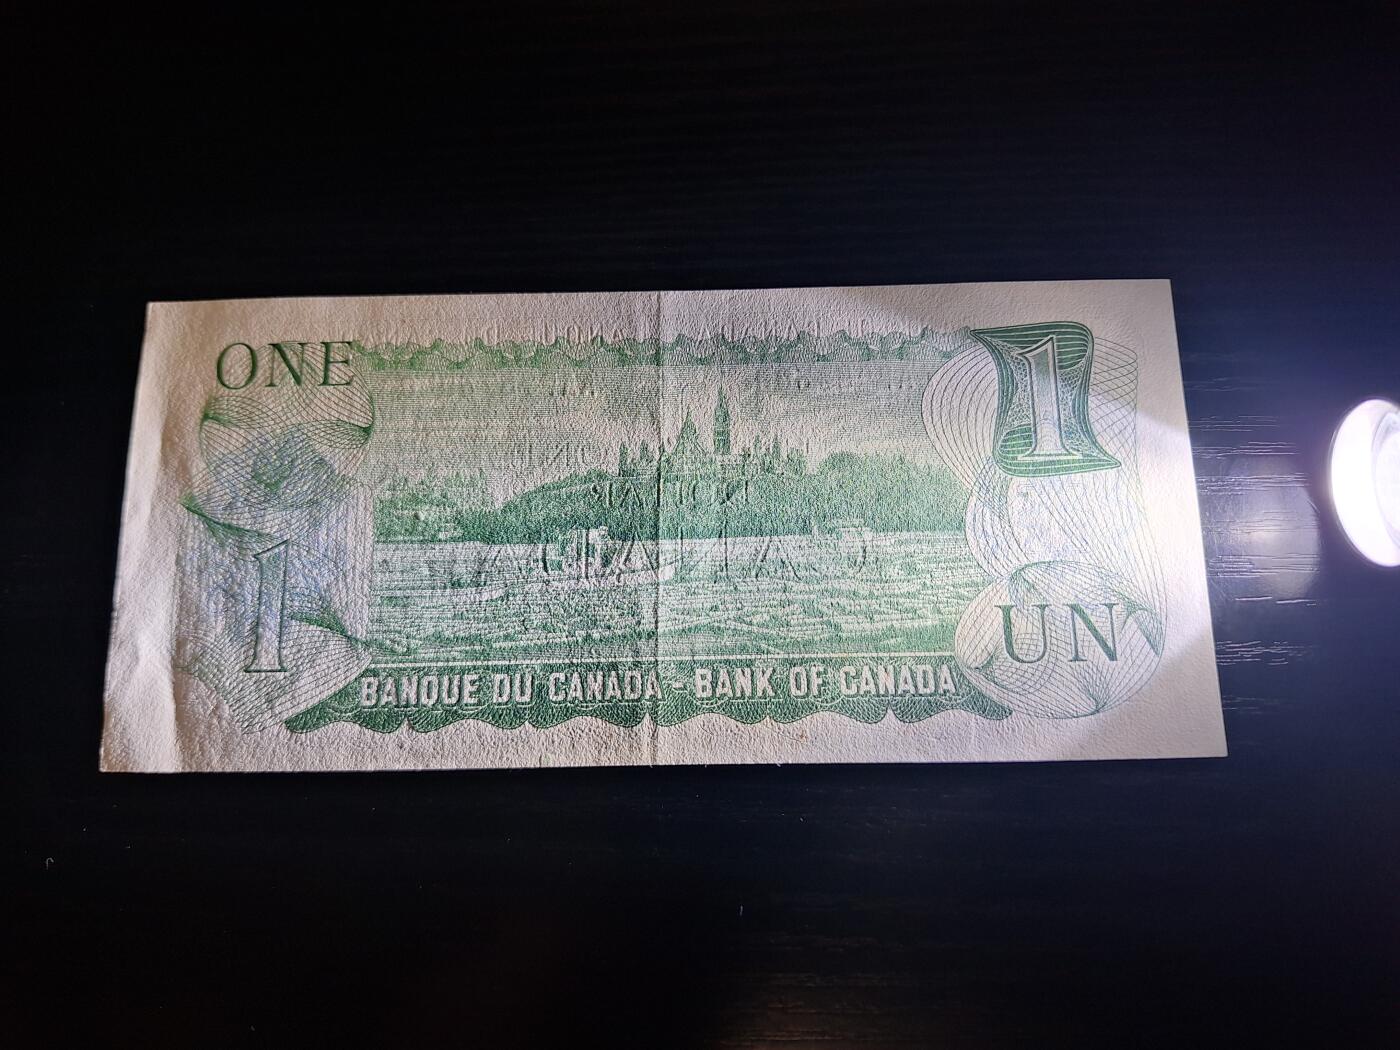 ONE
1
1
UN
BANQUE DU CANADA - BANK OF CANADA